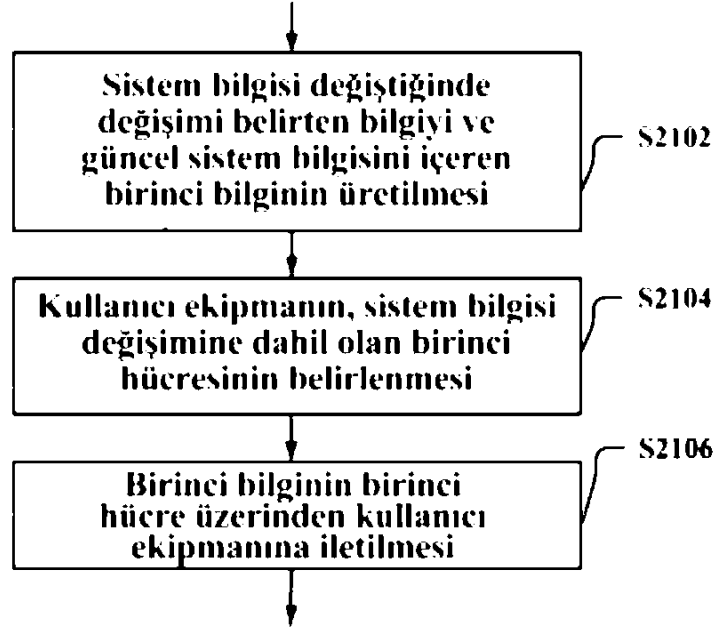 Sistem bilgisi değiştiğinde
değişimi belirten bilgiyi ve
güncel sistem bilgisini içeren
birinci bilginin üretilmesi
S2102
Kullanıcı ekipmanın, sistem bilgisi
değişimine dahil olan birinci
hücresinin belirlenmesi
S2104
Birinci bilginin birinci
hücre üzerinden kullanıcı
ekipmanına iletilmesi
S2106